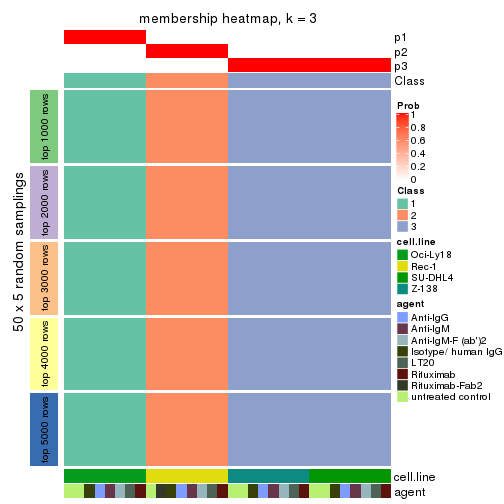 membership heatmap, k = 3
p1
p2
p3
Class
50 x 5 random samplings
top 1000 rows
top 2000 rows
top 3000 rows
top 4000 rows
top 5000 rows
cell.line
agent
Prob
1
0.8
0.6
0.4
0.2
0
Class
1
2
3
cell.line
Oci-Ly18
Rec-1
SU-DHL4
Z-138
agent
Anti-IgG
Anti-IgM
Anti-IgM-F (ab')2
Isotype/ human IgG
LT20
Rituximab
Rituximab-Fab2
untreated control